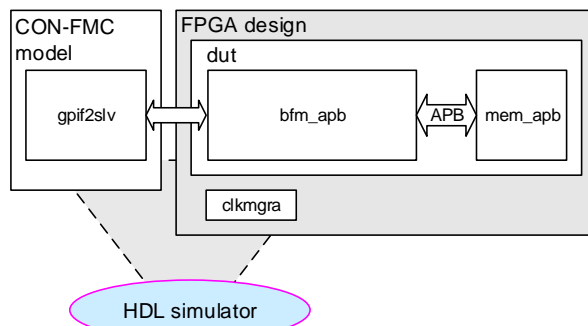 CON-FMC
model
FPGA design
dut
gpif2slv
bfm_apb
APB
mem_apb
clkmgra
HDL simulator